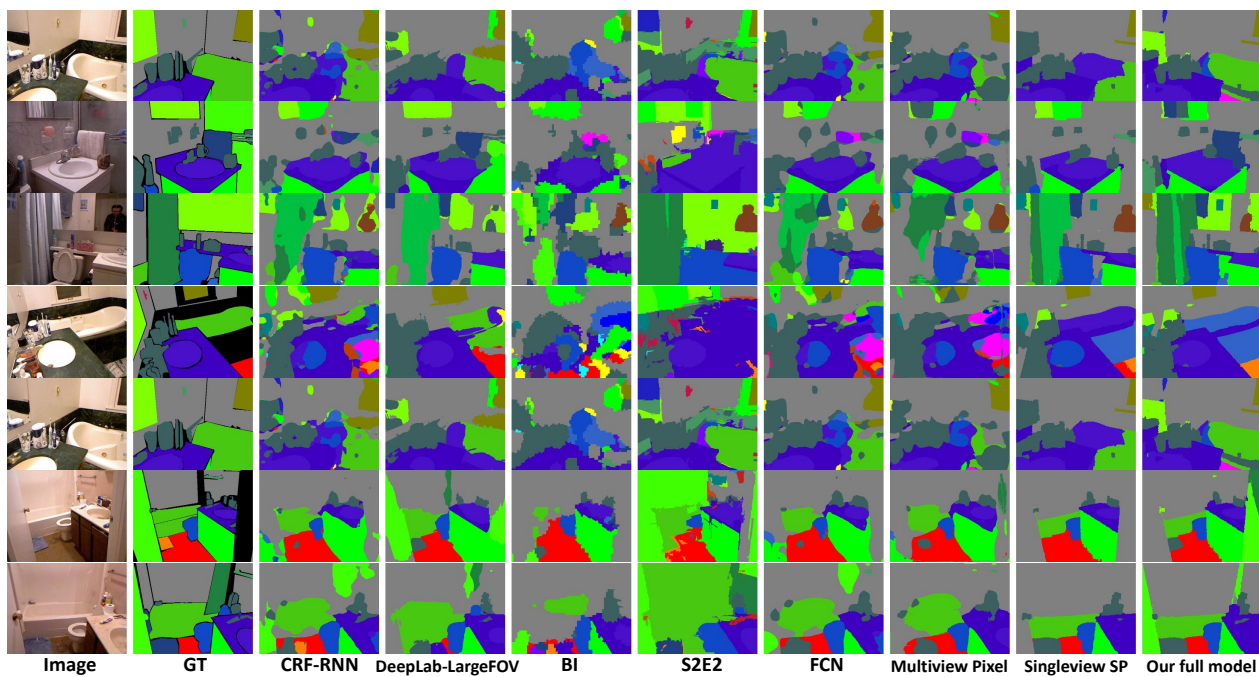 Image GT CRF-RNN DeepLab-LargeFOV BI S2E2 FCN Multiview Pixel Singleview SP Our full model